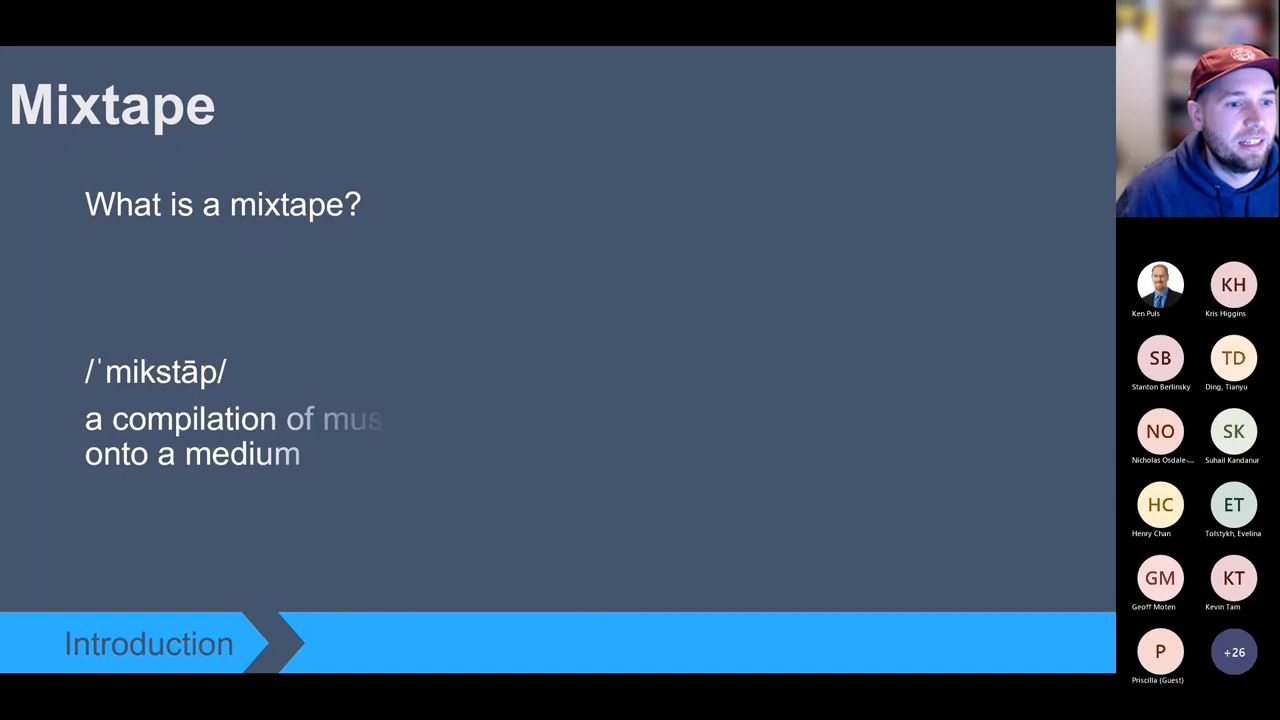 Mixtape
What is a mixtape?
/ˈmikstāp/
a compilation of mus
onto a medium
Introduction
Ken Puls
KH
Kris Higgins
SB
Stanton Berlinsky
TD
Ding, Tianyu
NO
Nicholas Osdale-...
SK
Suhail Kandanur
HC
Henry Chan
ET
Tolstykh, Evelina
GM
Geoff Moten
KT
Kevin Tam
P
Priscilla (Guest)
+26